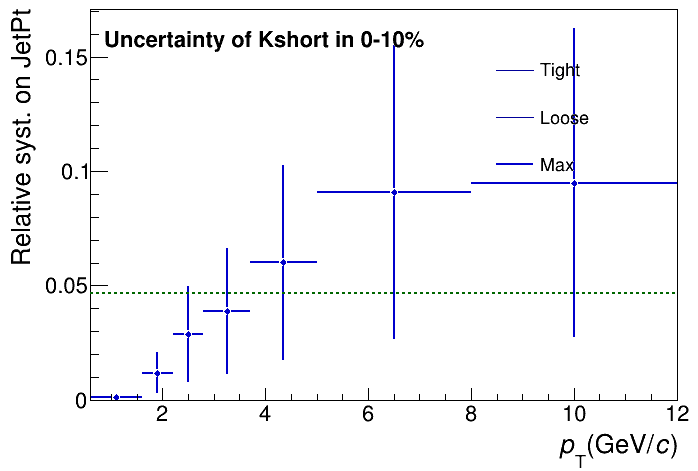 Uncertainty of Kshort in 0-10%
Relative syst. on JetPt
0.15
0.1
0.05
0
Tight
Loose
Max
2 4 6 8 10 12
p_T(GeV/c)